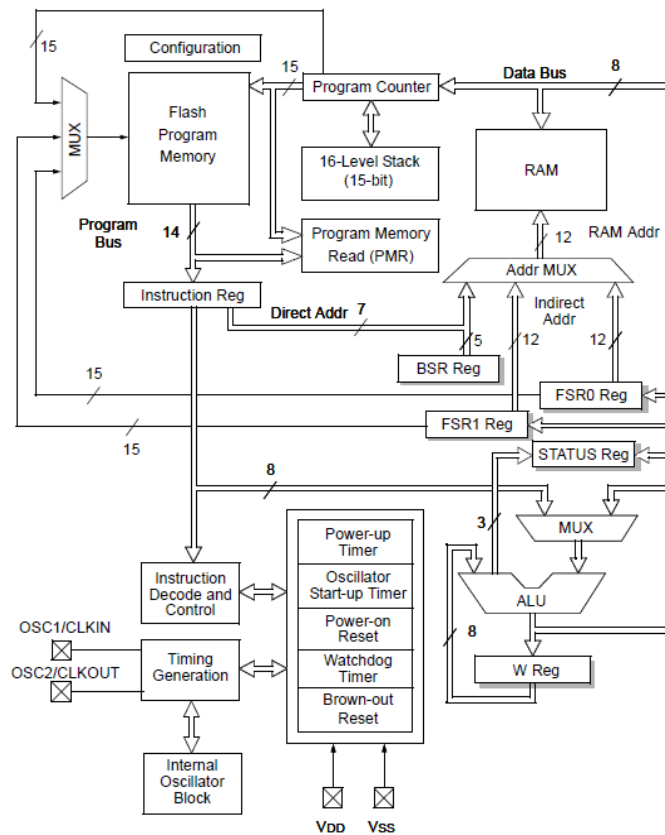 15
Configuration
15
Program Counter
Data Bus
8
MUX
Flash
Program
Memory
16-Level Stack
(15-bit)
RAM
Program
Bus
14
Program Memory
Read (PMR)
12
RAM Addr
Addr MUX
Instruction Reg
Direct Addr
7
Indirect
Addr
5
12
12
BSR Reg
15
FSR0 Reg
15
FSR1 Reg
STATUS Reg
8
3
MUX
Power-up
Timer
Oscillator
Start-up Timer
Power-on
Reset
Watchdog
Timer
Brown-out
Reset
Instruction
Decode and
Control
ALU
OSC1/CLKIN
OSC2/CLKOUT
Timing
Generation
8
W Reg
Internal
Oscillator
Block
VDD
VSS